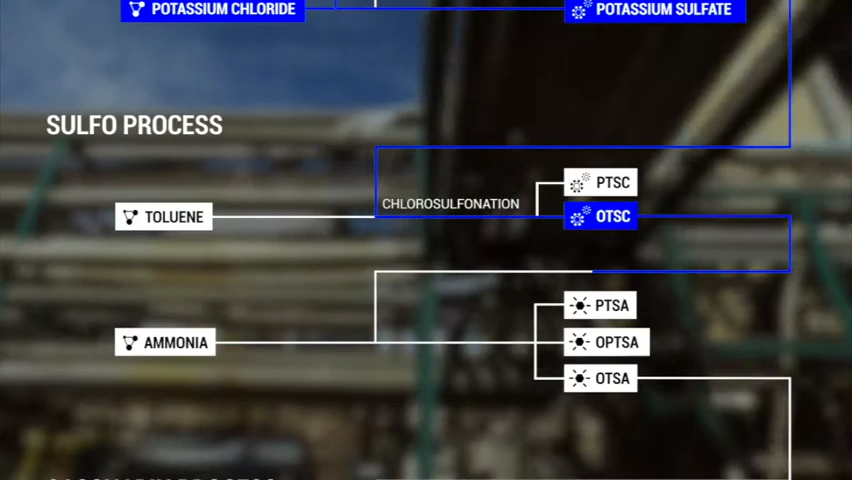 POTASSIUM CHLORIDE
POTASSIUM SULFATE
SULFO PROCESS
PTSC
CHLOROSULFONATION
TOLUENE
OTSC
PTSA
AMMONIA
OPTSA
OTSA